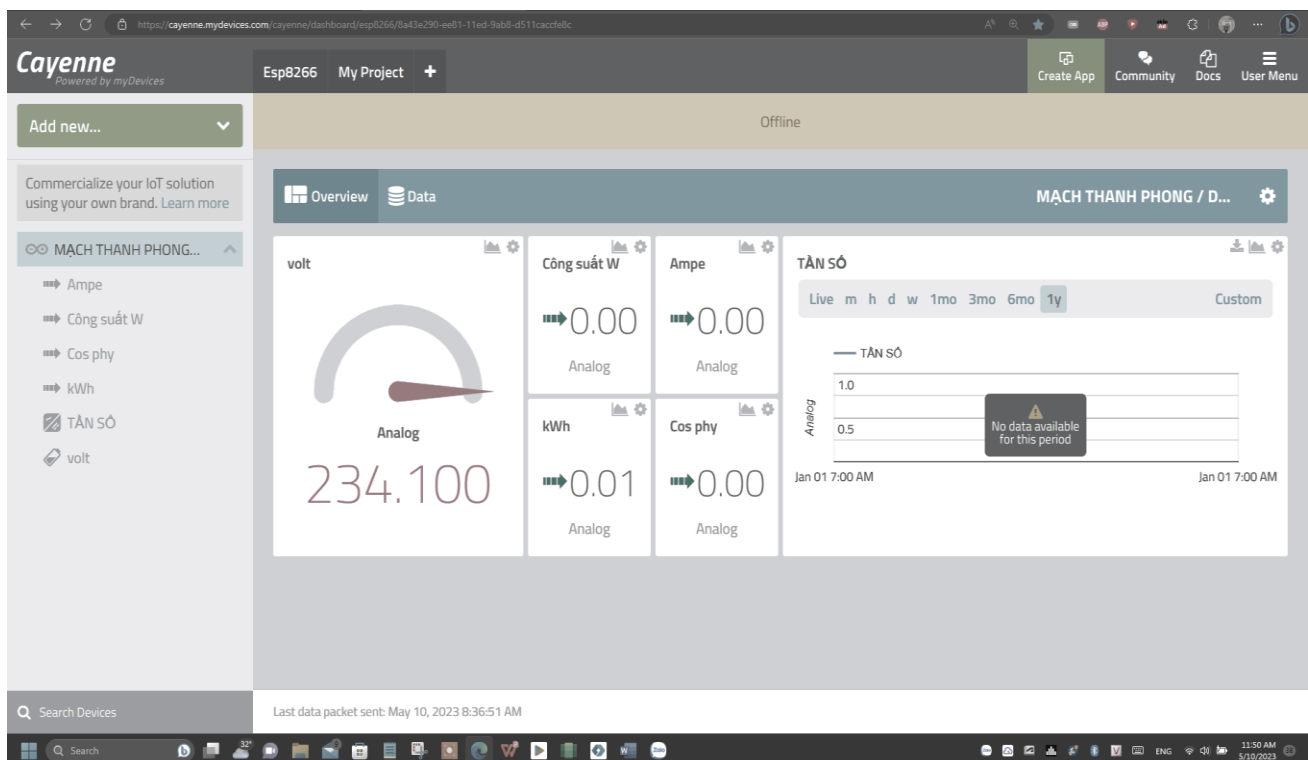 https://cayenne.mydevices.com/cayenne/dashboard/esp8266/8a43e290-ee81-11ed-9ab8-d511caccfe8c
Cayenne
Powered by myDevices
Esp8266 My Project +
Create App
Community
Docs
User Menu
Add new...
Offline
Commercialize your IoT solution
using your own brand. Learn more
MẠCH THANH PHONG...
Ampe
Công suất W
Cos phy
kWh
TẦN SỐ
volt
Overview
Data
MẠCH THANH PHONG / D...
volt
Analog
234.100
Công suất W
0.00
Analog
Ampe
0.00
Analog
kWh
0.01
Analog
Cos phy
0.00
Analog
TẦN SỐ
Live m h d w 1mo 3mo 6mo 1y Custom
TẦN SỐ
1.0
0.5
Analog
No data available
for this period
Jan 01 7:00 AM Jan 01 7:00 AM
Search Devices
Last data packet sent: May 10, 2023 8:36:51 AM
Search
32°
ENG
11:50 AM
5/10/2023